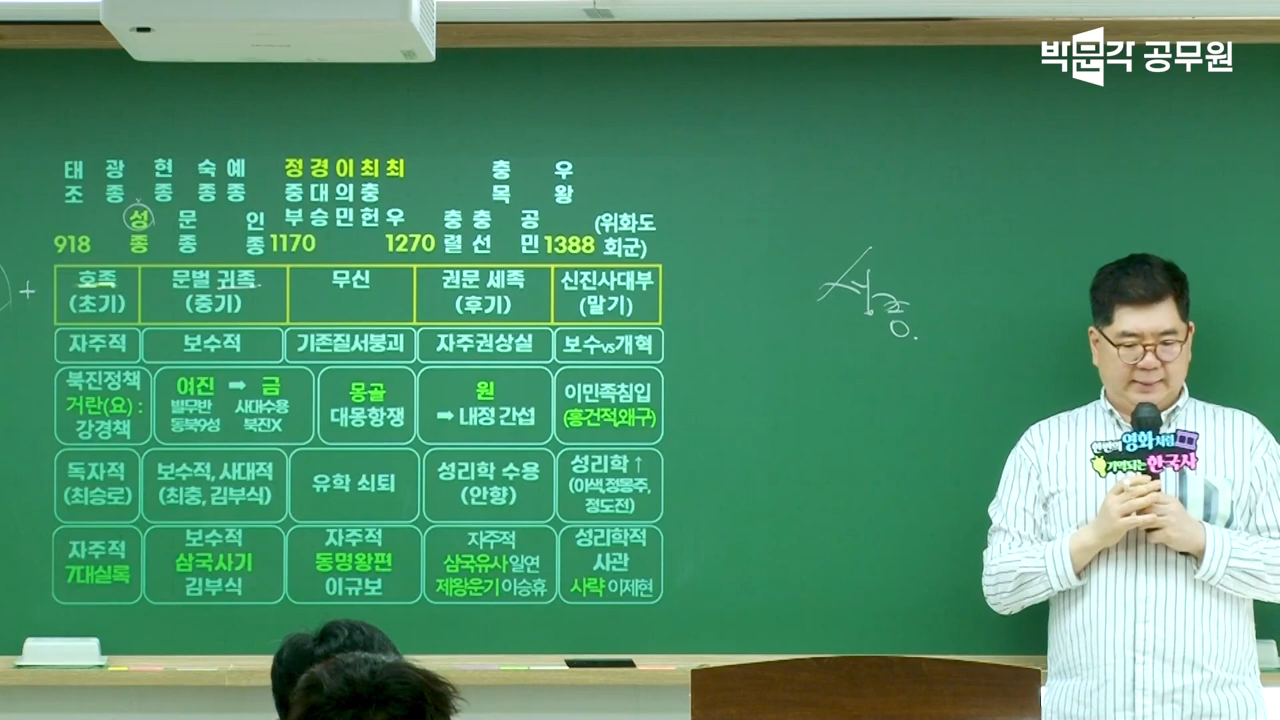 박문각 공무원
태 광 현 숙 예 정 경 이 최 최 충 우
조 종 종 종 종 중 대 의 충 목 왕
성 문 인 부 승 민 헌 우 충 충 공 (위화도
918 종 종 종 1170 1270 렬 선 민 1388 회군)
호족 문벌 귀족 무신 권문 세족 신진사대부
(초기) (중기) (후기) (말기)
자주적 보수적 기존질서붕괴 자주권상실 보수vs개혁
북진정책 여진 ➡ 금 몽골 원 이민족침입
거란(요) : 별무반 사대수용 대몽항쟁 ➡ 내정 간섭 (홍건적,왜구)
강경책 동북9성 북진X
독자적 보수적, 사대적 유학 쇠퇴 성리학 수용 성리학 ↑
(최승로) (최충, 김부식) (안향) (이색,정몽주,
정도전)
자주적 보수적 자주적 자주적 성리학적
7대실록 삼국사기 동명왕편 삼국유사 일연 사관
김부식 이규보 제왕운기 이승휴 사략 이제현
+
한편의 영화처럼
기억되는 한국사